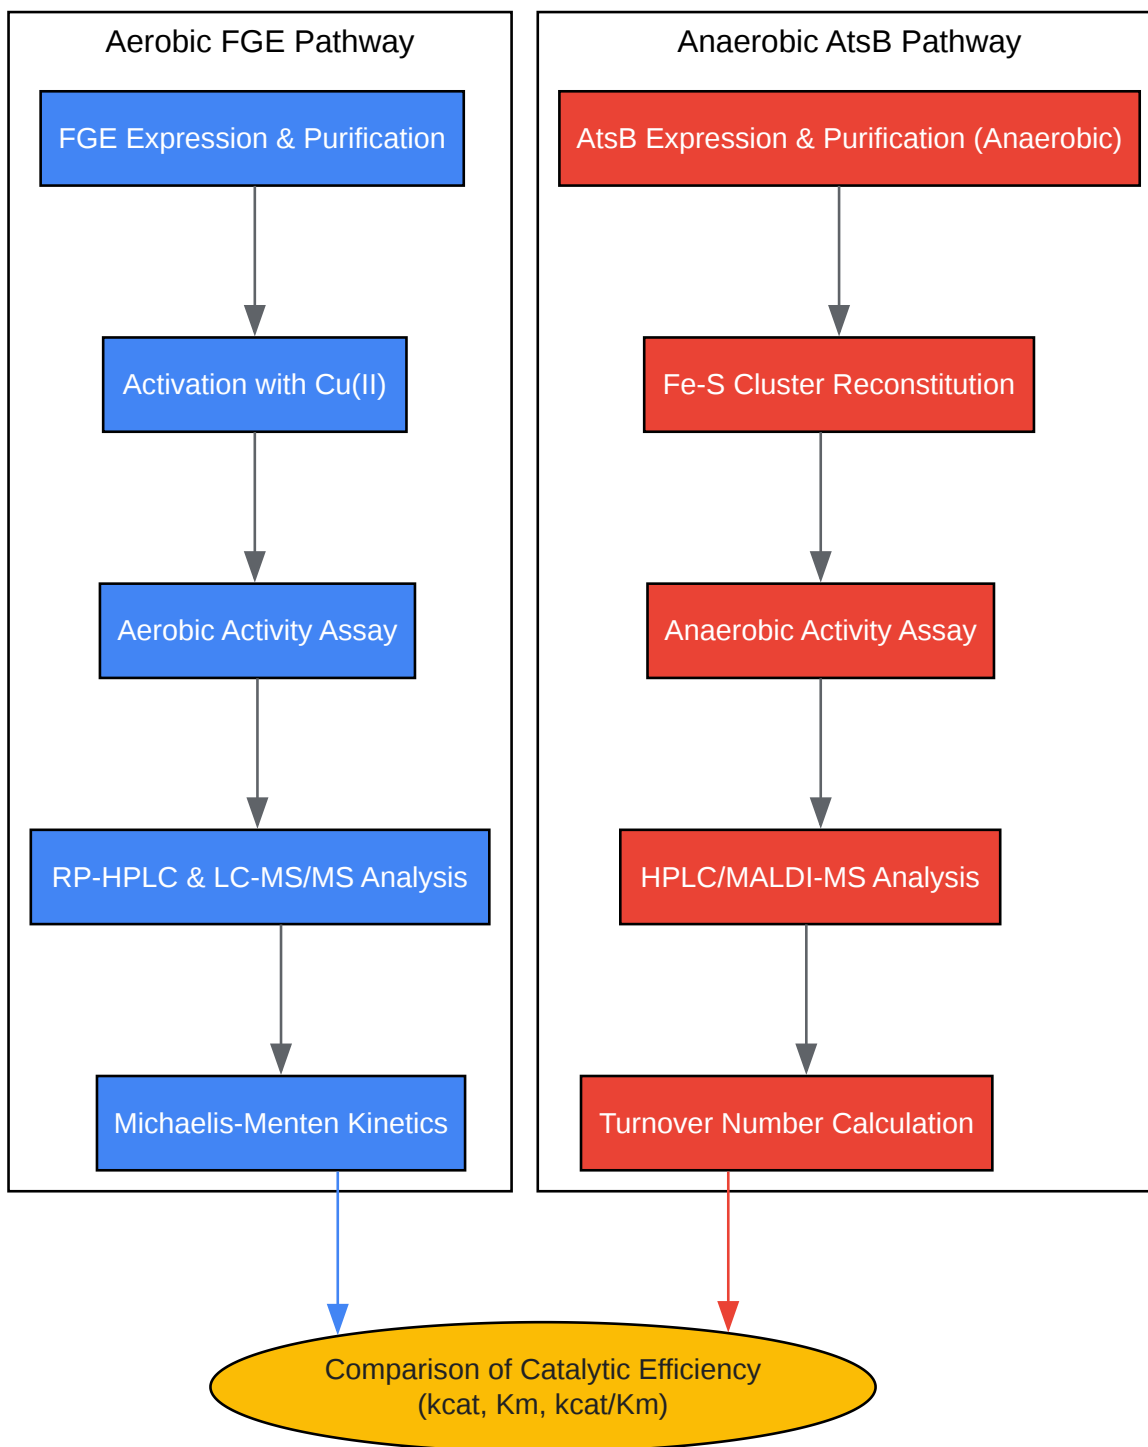 Aerobic FGE Pathway
FGE Expression & Purification
Activation with Cu(II)
Aerobic Activity Assay
RP-HPLC & LC-MS/MS Analysis
Michaelis-Menten Kinetics
Anaerobic AtsB Pathway
AtsB Expression & Purification (Anaerobic)
Fe-S Cluster Reconstitution
Anaerobic Activity Assay
HPLC/MALDI-MS Analysis
Turnover Number Calculation
Comparison of Catalytic Efficiency
(kcat, Km, kcat/Km)